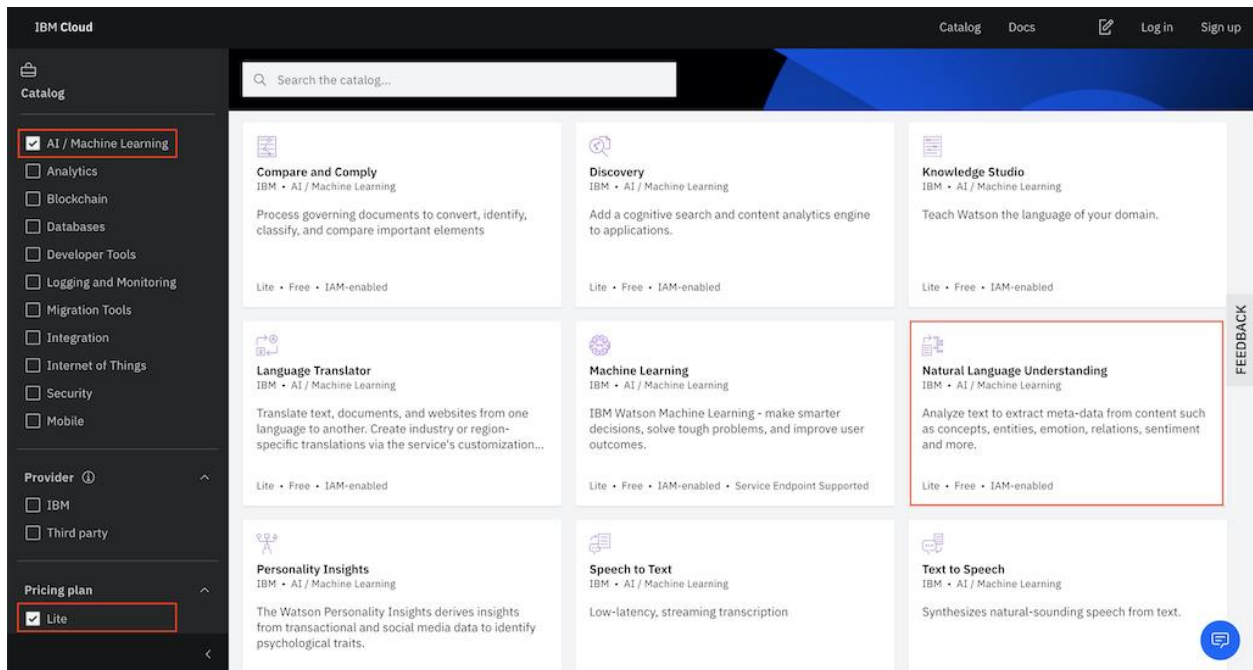 IBM Cloud
Catalog Docs Log in Sign up
Catalog
AI / Machine Learning
Analytics
Blockchain
Databases
Developer Tools
Logging and Monitoring
Migration Tools
Integration
Internet of Things
Security
Mobile
Provider
IBM
Third party
Pricing plan
Lite
Search the catalog...
Compare and Comply
IBM • AI / Machine Learning
Process governing documents to convert, identify,
classify, and compare important elements
Lite • Free • IAM-enabled
Discovery
IBM • AI / Machine Learning
Add a cognitive search and content analytics engine
to applications.
Lite • Free • IAM-enabled
Knowledge Studio
IBM • AI / Machine Learning
Teach Watson the language of your domain.
Lite • Free • IAM-enabled
Language Translator
IBM • AI / Machine Learning
Translate text, documents, and websites from one
language to another. Create industry or region-
specific translations via the service's customization...
Lite • Free • IAM-enabled
Machine Learning
IBM • AI / Machine Learning
IBM Watson Machine Learning - make smarter
decisions, solve tough problems, and improve user
outcomes.
Lite • Free • IAM-enabled • Service Endpoint Supported
Natural Language Understanding
IBM • AI / Machine Learning
Analyze text to extract meta-data from content such
as concepts, entities, emotion, relations, sentiment
and more.
Lite • Free • IAM-enabled
Personality Insights
IBM • AI / Machine Learning
The Watson Personality Insights derives insights
from transactional and social media data to identify
psychological traits.
Speech to Text
IBM • AI / Machine Learning
Low-latency, streaming transcription
Text to Speech
IBM • AI / Machine Learning
Synthesizes natural-sounding speech from text.
FEEDBACK